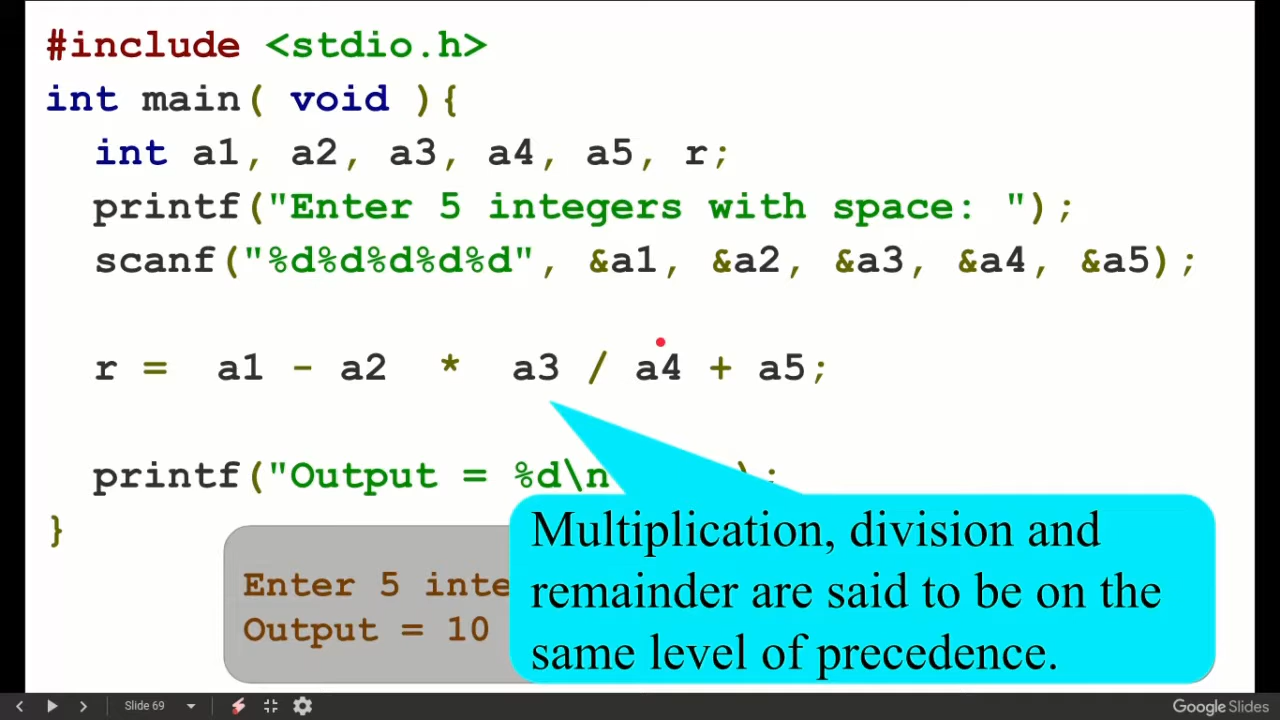 #include <stdio.h>
int main( void ){
int a1, a2, a3, a4, a5, r;
printf("Enter 5 integers with space: ");
scanf("%d%d%d%d%d", &a1, &a2, &a3, &a4, &a5);
r = a1 - a2 * a3 / a4 + a5;
printf("Output = %d\n );
}
Enter 5 inte
Output = 10
Multiplication, division and
remainder are said to be on the
same level of precedence.
Slide 69
Google Slides